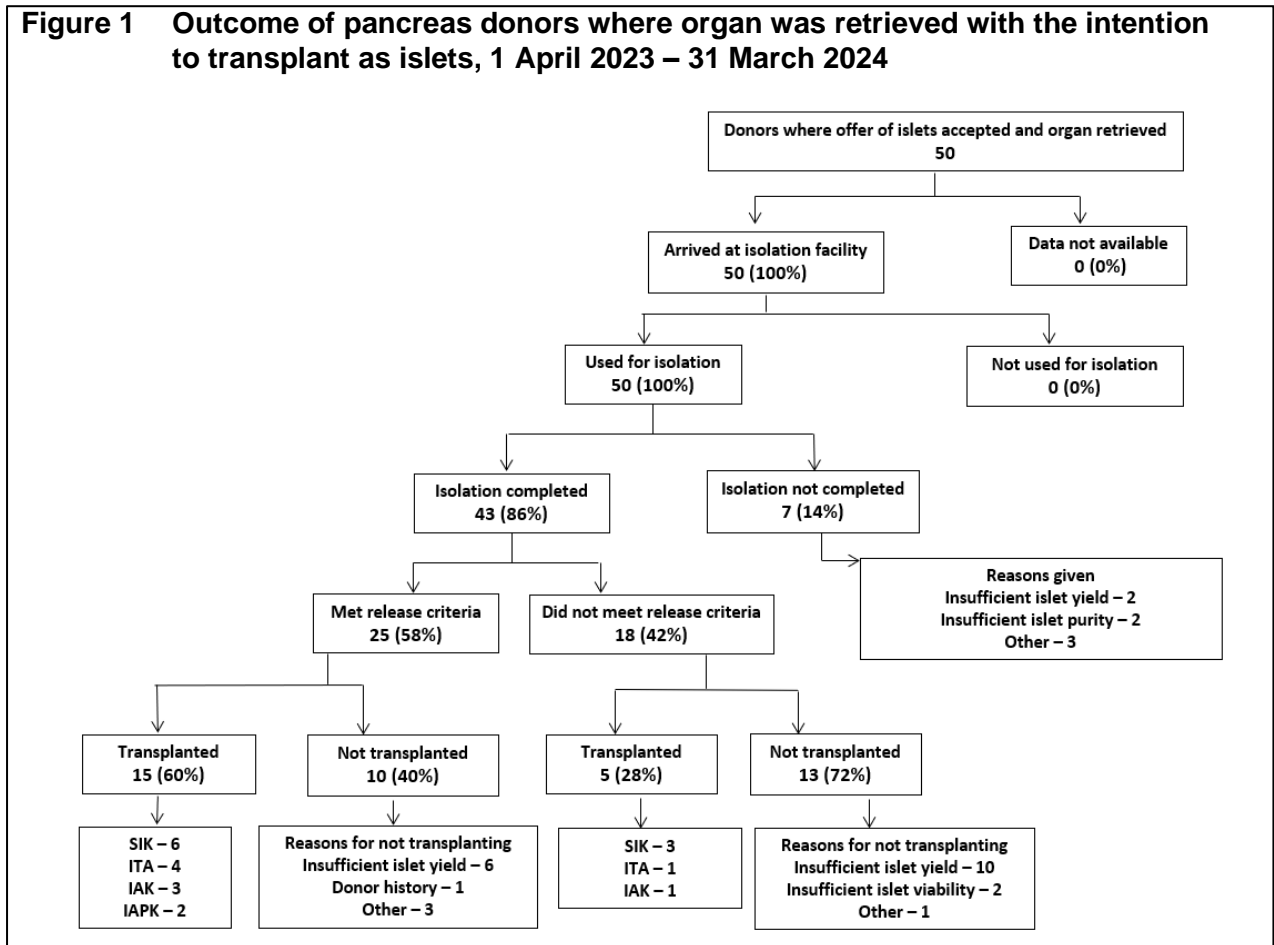 Figure 1 Outcome of pancreas donors where organ was retrieved with the intention
to transplant as islets, 1 April 2023 – 31 March 2024
Donors where offer of islets accepted and organ retrieved
50
Arrived at isolation facility
50 (100%)
Data not available
0 (0%)
Used for isolation
50 (100%)
Not used for isolation
0 (0%)
Isolation completed
43 (86%)
Isolation not completed
7 (14%)
Reasons given
Insufficient islet yield – 2
Insufficient islet purity – 2
Other – 3
Met release criteria
25 (58%)
Did not meet release criteria
18 (42%)
Transplanted
15 (60%)
Not transplanted
10 (40%)
Transplanted
5 (28%)
Not transplanted
13 (72%)
SIK – 6
ITA – 4
IAK – 3
IAPK – 2
Reasons for not transplanting
Insufficient islet yield – 6
Donor history – 1
Other – 3
SIK – 3
ITA – 1
IAK – 1
Reasons for not transplanting
Insufficient islet yield – 10
Insufficient islet viability – 2
Other – 1